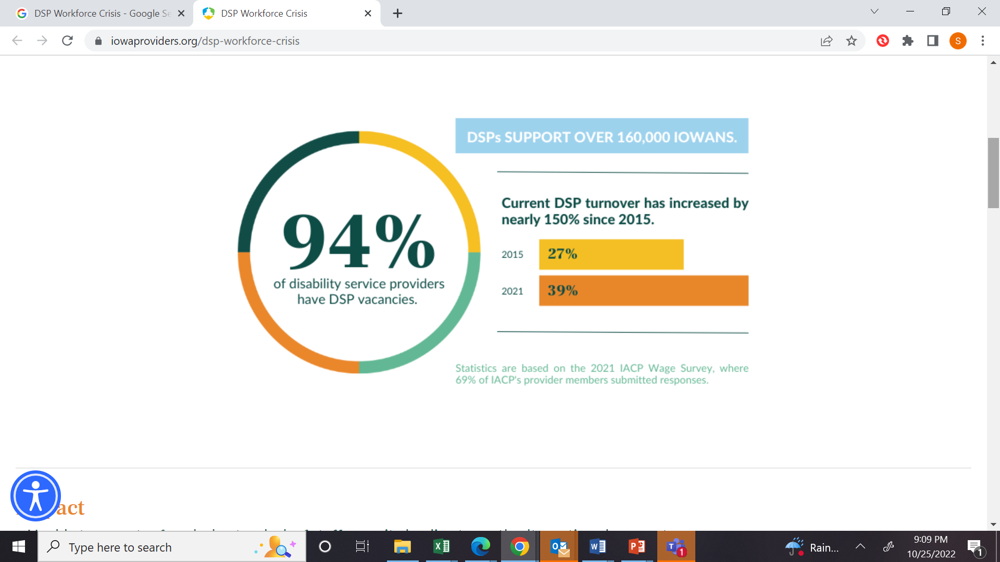 DSP Workforce Crisis - Google Se
DSP Workforce Crisis
iowaproviders.org/dsp-workforce-crisis
S
DSPs SUPPORT OVER 160,000 IOWANS.
94%
of disability service providers
have DSP vacancies.
Current DSP turnover has increased by
nearly 150% since 2015.
2015 27%
2021 39%
Statistics are based on the 2021 IACP Wage Survey, where
69% of IACP's provider members submitted responses.
act
Type here to search
1
Rain...
9:09 PM
10/25/2022
1